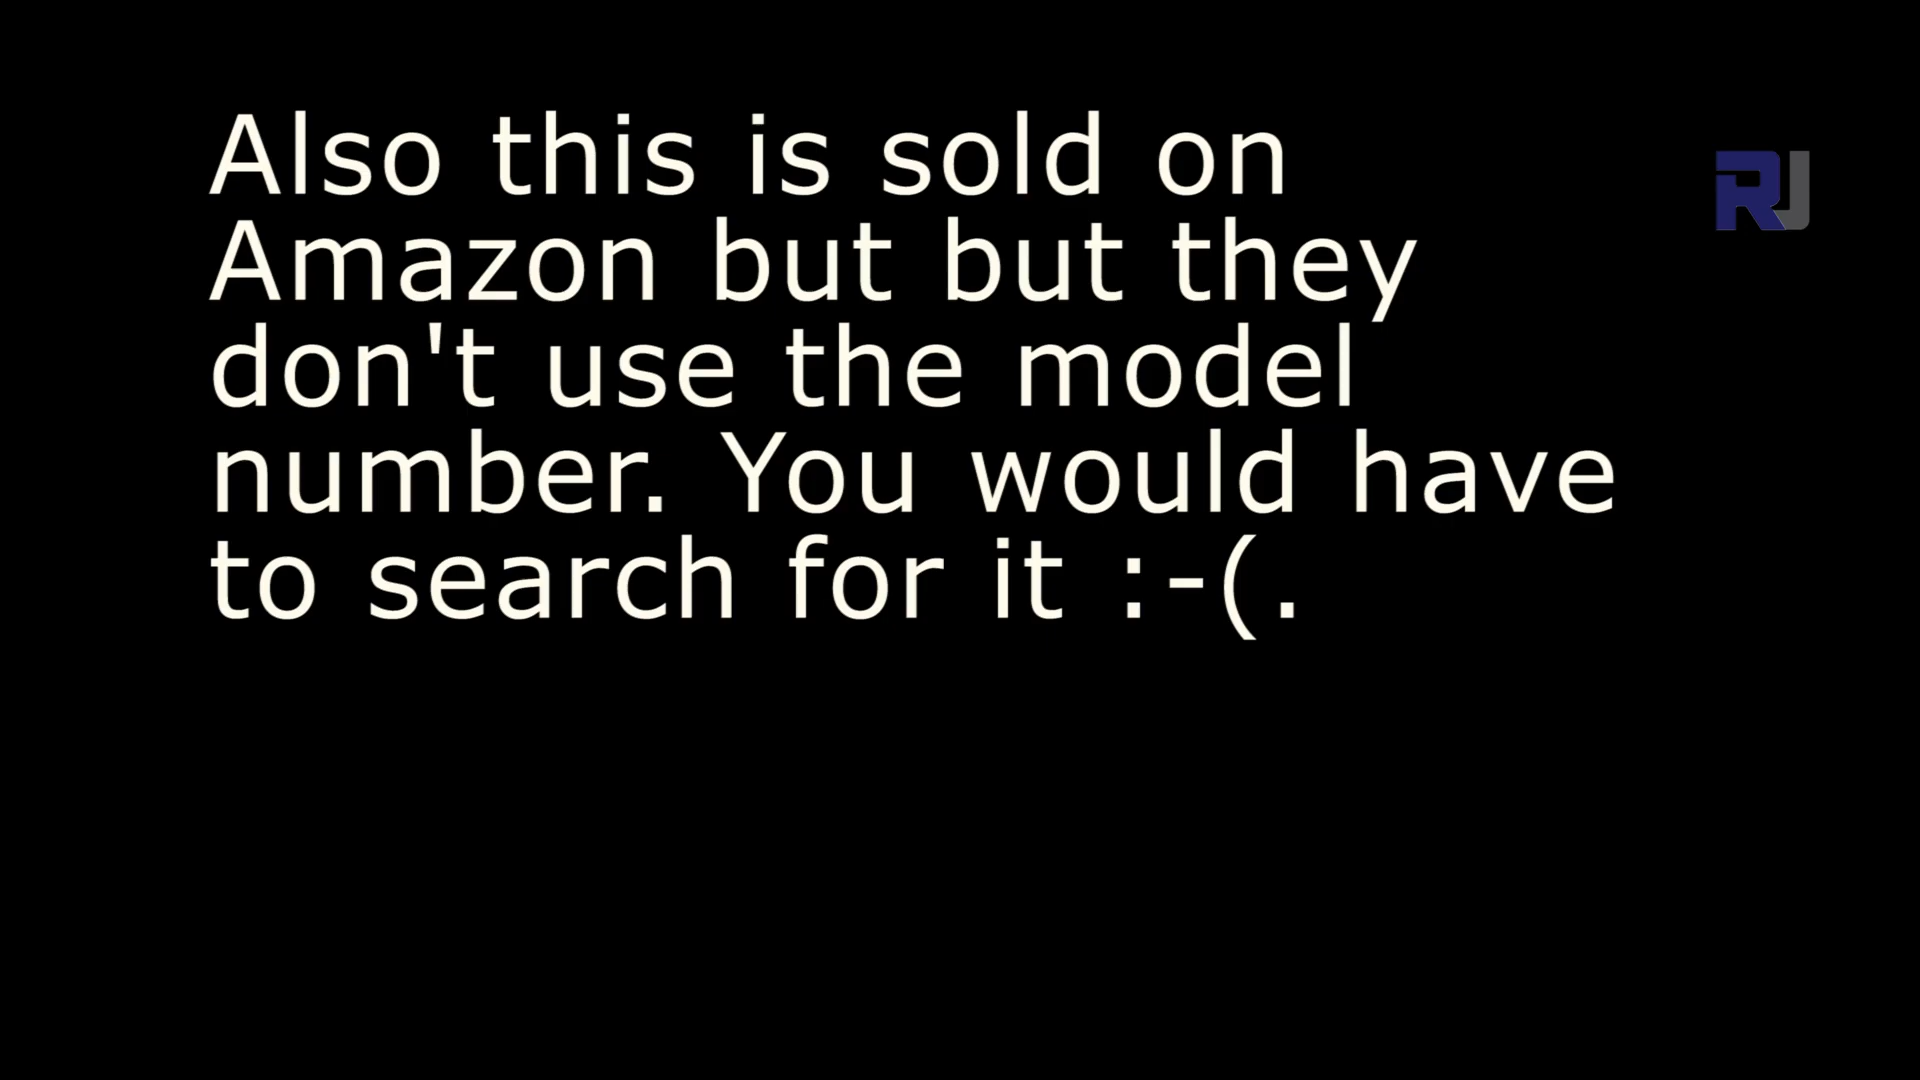 Also this is sold on
RJ
Amazon but but they
don't use the model
number. You would have
to search for it :-(.